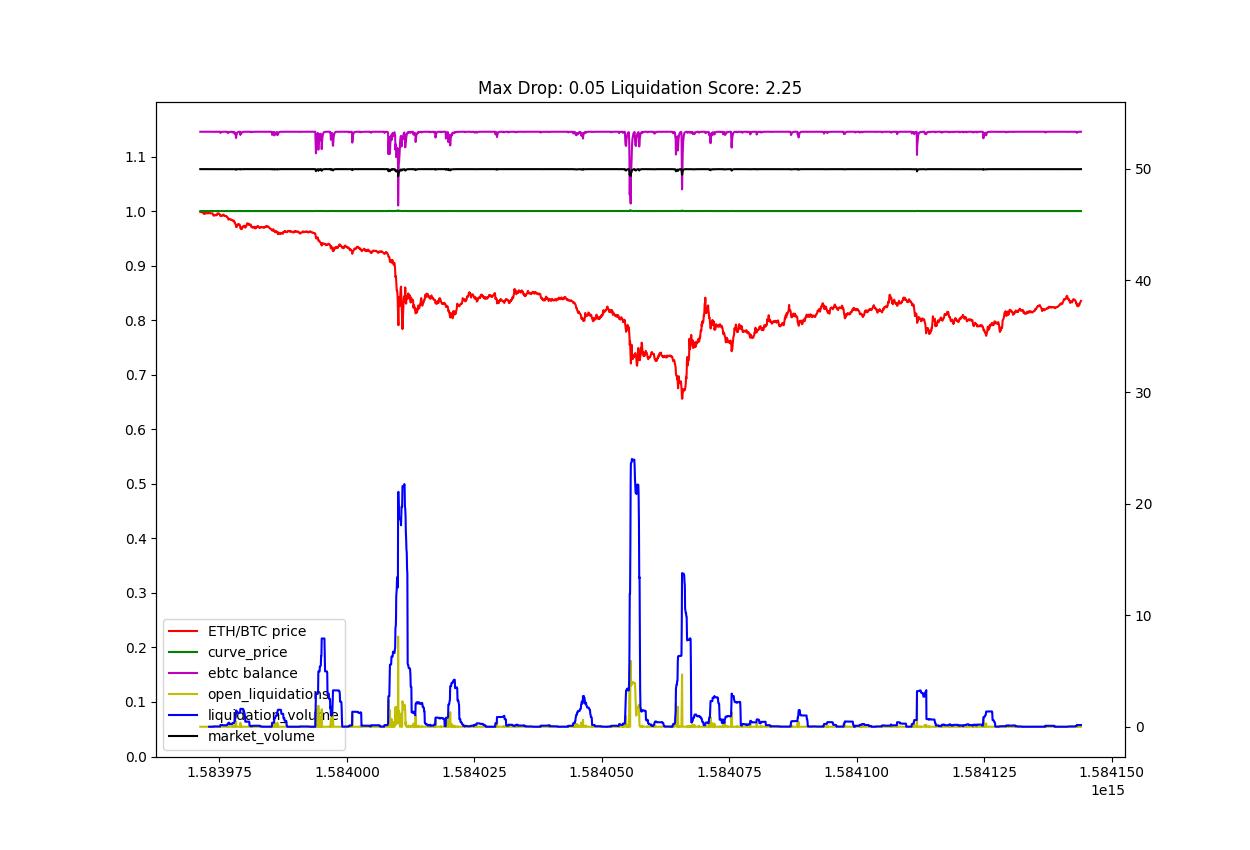 Max Drop: 0.05 Liquidation Score: 2.25
1.1
1.0
0.9
0.8
0.7
0.6
0.5
0.4
0.3
0.2
0.1
0.0
50
40
30
20
10
0
ETH/BTC price
curve_price
ebtc balance
open_liquidations
liquidation_volume
market_volume
1.583975 1.584000 1.584025 1.584050 1.584075 1.584100 1.584125 1.584150
1e15